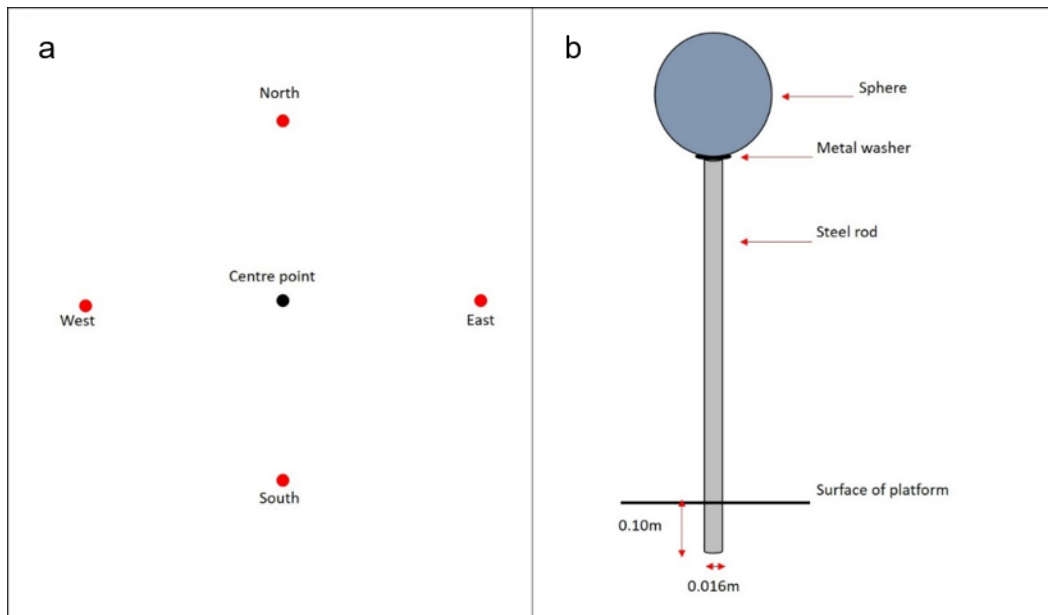 a
North
Centre point
West
East
South
b
Sphere
Metal washer
Steel rod
Surface of platform
0.10m
0.016m